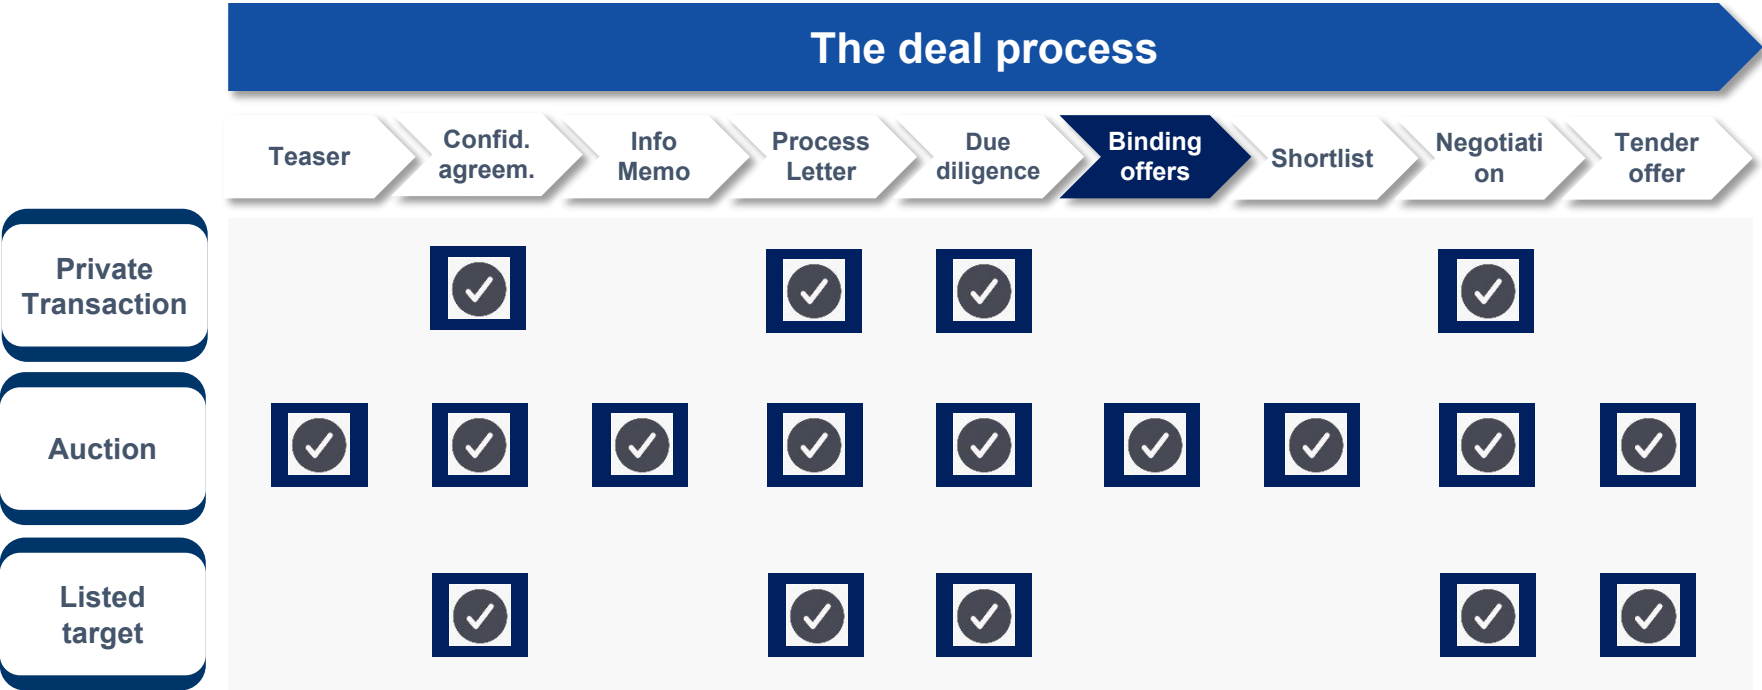 The deal process
Teaser
Confid.
agreem.
Info
Memo
Process
Letter
Due
diligence
Binding
offers
Shortlist
Negotiati
on
Tender
offer
Private
Transaction
Auction
Listed
target